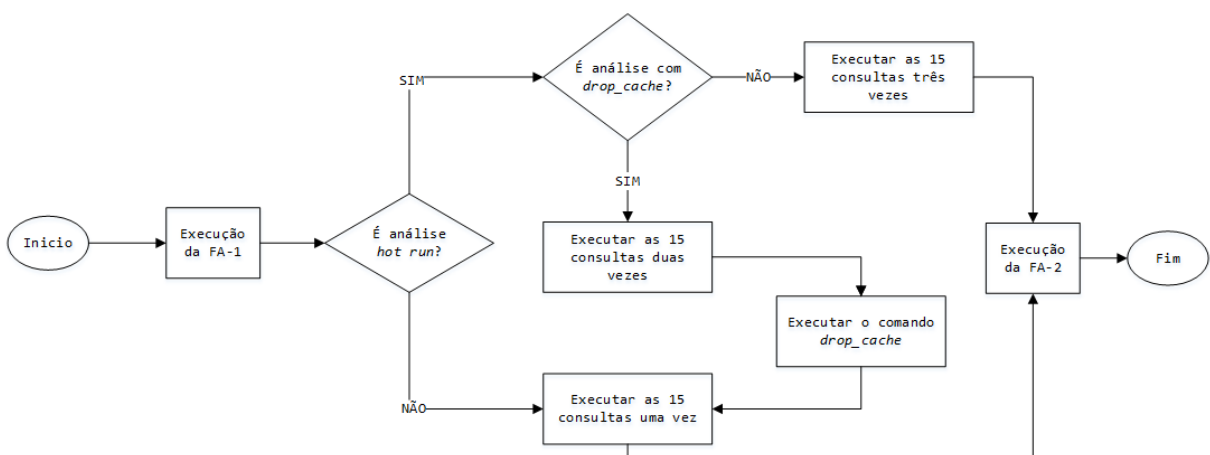 Inicio
Execução
da FA-1
É análise
hot run?
SIM
É análise com
drop_cache?
NÃO
Executar as 15
consultas três
vezes
SIM
Executar as 15
consultas duas
vezes
Executar o comando
drop_cache
NÃO
Executar as 15
consultas uma vez
Execução
da FA-2
Fim